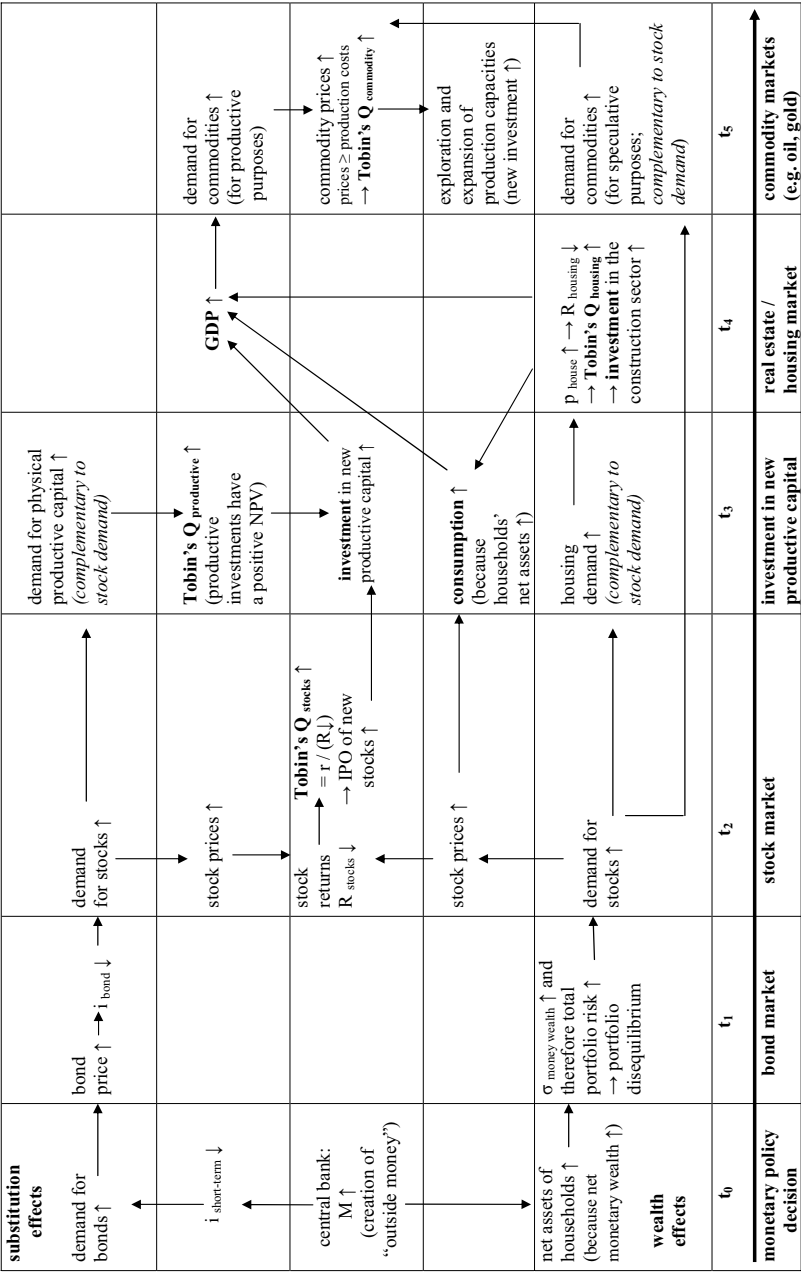 substitution
effects
demand for
bonds ↑
bond
price ↑ → i bond ↓
demand
for stocks ↑
demand for physical
productive capital ↑
(complementary to
stock demand)
i short-term ↓
stock prices ↑
Tobin’s Q productive ↑
(productive
investments have
a positive NPV)
GDP ↑
demand for
commodities ↑
(for productive
purposes)
central bank:
M ↑
(creation of
“outside money”)
stock
returns
R stocks ↓
Tobin’s Q stocks ↑
= r / (R↓)
→ IPO of new
stocks ↑
investment in new
productive capital ↑
commodity prices ↑
prices ≥ production costs
→ Tobin’s Q commodity ↑
stock prices ↑
consumption ↑
(because
households’
net assets ↑)
exploration and
expansion of
production capacities
(new investment ↑)
net assets of
households ↑
(because net
monetary wealth ↑)
wealth
effects
σ money wealth ↑ and
therefore total
portfolio risk ↑
→ portfolio
disequilibrium
demand for
stocks ↑
housing
demand ↑
(complementary to
stock demand)
p house ↑ → R housing ↓
→ Tobin’s Q housing ↑
→ investment in the
construction sector ↑
demand for
commodities ↑
(for speculative
purposes;
complementary to stock
demand)
t0
t1
t2
t3
t4
t5
monetary policy
decision
bond market
stock market
investment in new
productive capital
real estate /
housing market
commodity markets
(e.g. oil, gold)